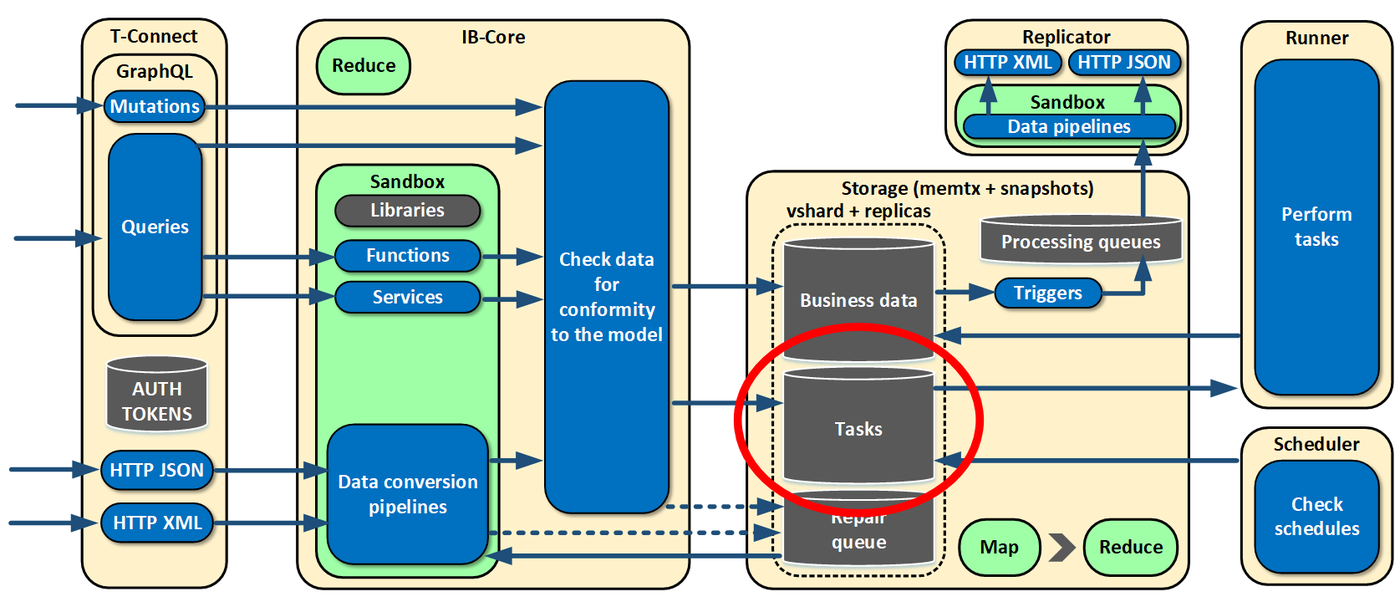 T-Connect
GraphQL
Mutations
Queries
AUTH
TOKENS
HTTP JSON
HTTP XML
IB-Core
Reduce
Sandbox
Libraries
Functions
Services
Data conversion
pipelines
Check data
for
conformity
to the model
Storage (memtx + snapshots)
vshard + replicas
Business data
Tasks
Repair
queue
Triggers
Processing queues
Map
Reduce
Replicator
HTTP XML
HTTP JSON
Sandbox
Data pipelines
Runner
Perform
tasks
Scheduler
Check
schedules